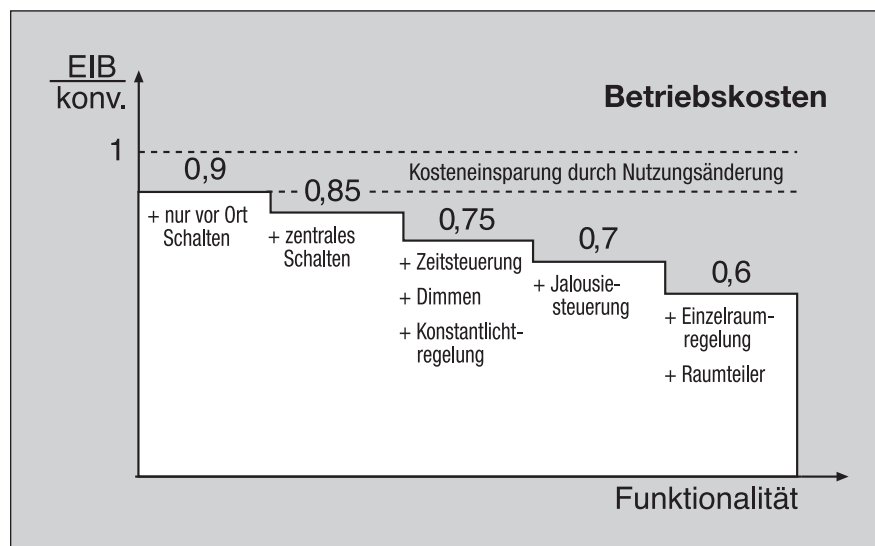 EIB
konv.
Betriebskosten
1
Kosteneinsparung durch Nutzungsänderung
0,9
0,85
0,75
0,7
0,6
+ nur vor Ort
Schalten
+ zentrales
Schalten
+ Zeitsteuerung
+ Dimmen
+ Konstantlicht-
regelung
+ Jalousie-
steuerung
+ Einzelraum-
regelung
+ Raumteiler
Funktionalität